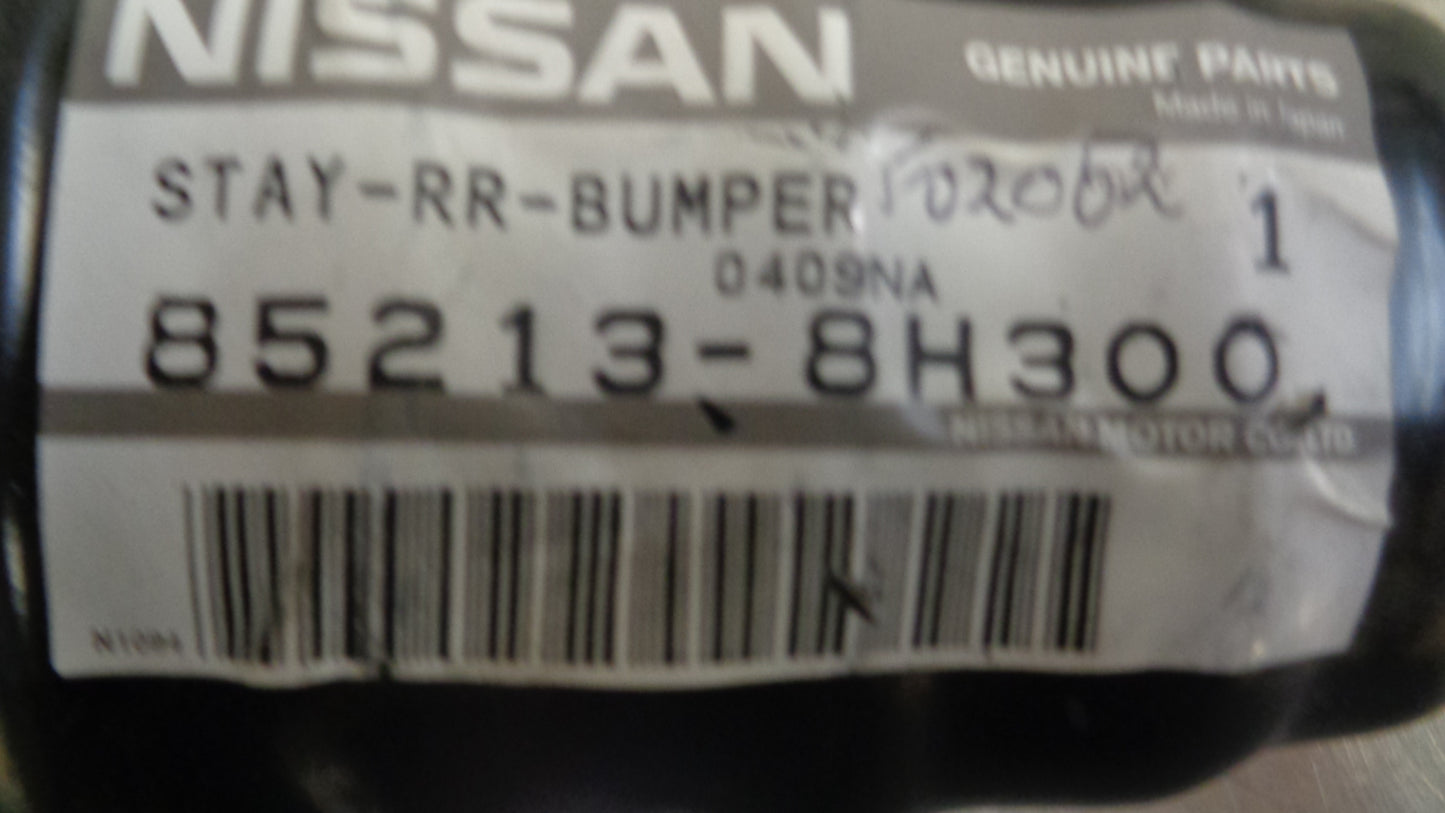 NISSAN
GENUINE PARTS
Made in Japan
STAY-RR-BUMPER
1
0409NA
85213-8H300
NISSAN MOTOR CO., LTD.